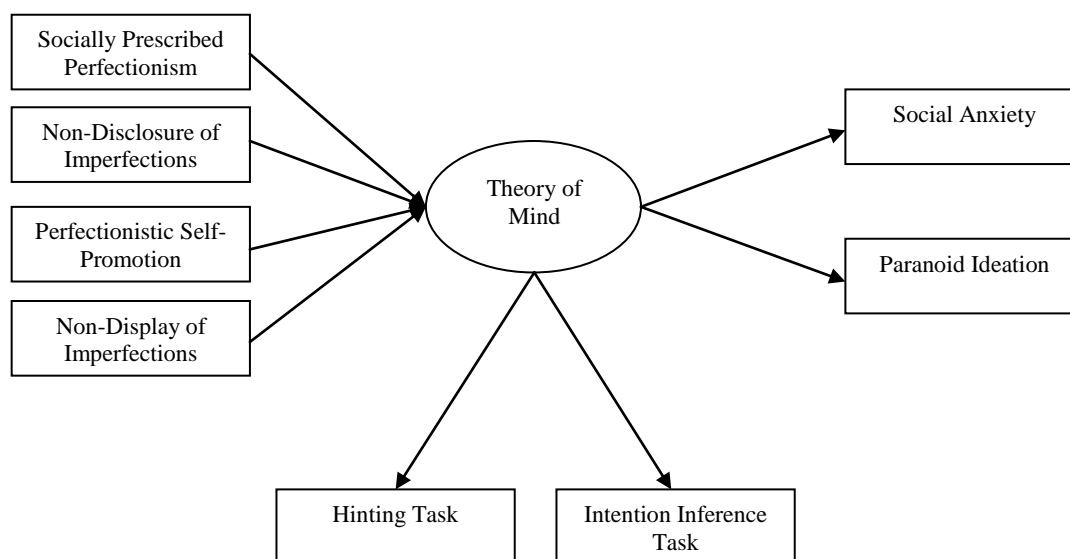 Socially Prescribed
Perfectionism
Non-Disclosure of
Imperfections
Perfectionistic Self-
Promotion
Non-Display of
Imperfections
Theory of
Mind
Social Anxiety
Paranoid Ideation
Hinting Task
Intention Inference
Task